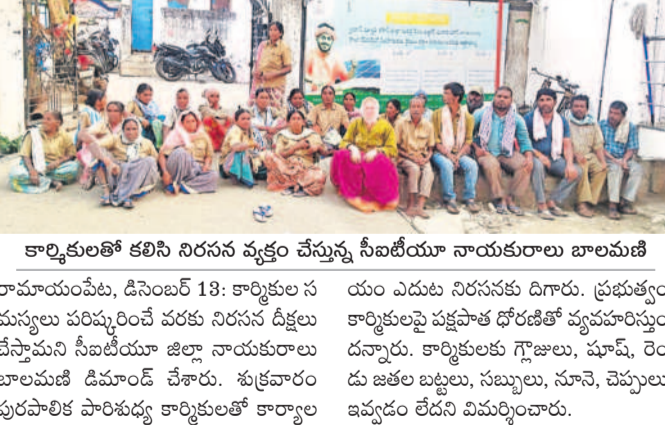 కార్మికులతో కలిసి నిరసన వ్యక్తం చేస్తున్న సీఐటీయూ నాయకురాలు బాలమణి
రామాయంపేట, డిసెంబర్ 13: కార్మికుల స
మస్యలు పరిష్కరించే వరకు నిరసన దీక్షలు
చేస్తామని సీఐటీయూ జిల్లా నాయకురాలు
బాలమణి డిమాండ్ చేశారు. శుక్రవారం
పురపాలిక పారిశుధ్య కార్మికులతో కార్యాల
యం ఎదుట నిరసనకు దిగారు. ప్రభుత్వం
కార్మికులపై పక్షపాత ధోరణితో వ్యవహరిస్తుం
దన్నారు. కార్మికులకు గ్లౌజులు, షూష్, రెం
డు జతల బట్టలు, సబ్బులు, నూనె, చెప్పులు
ఇవ్వడం లేదని విమర్శించారు.